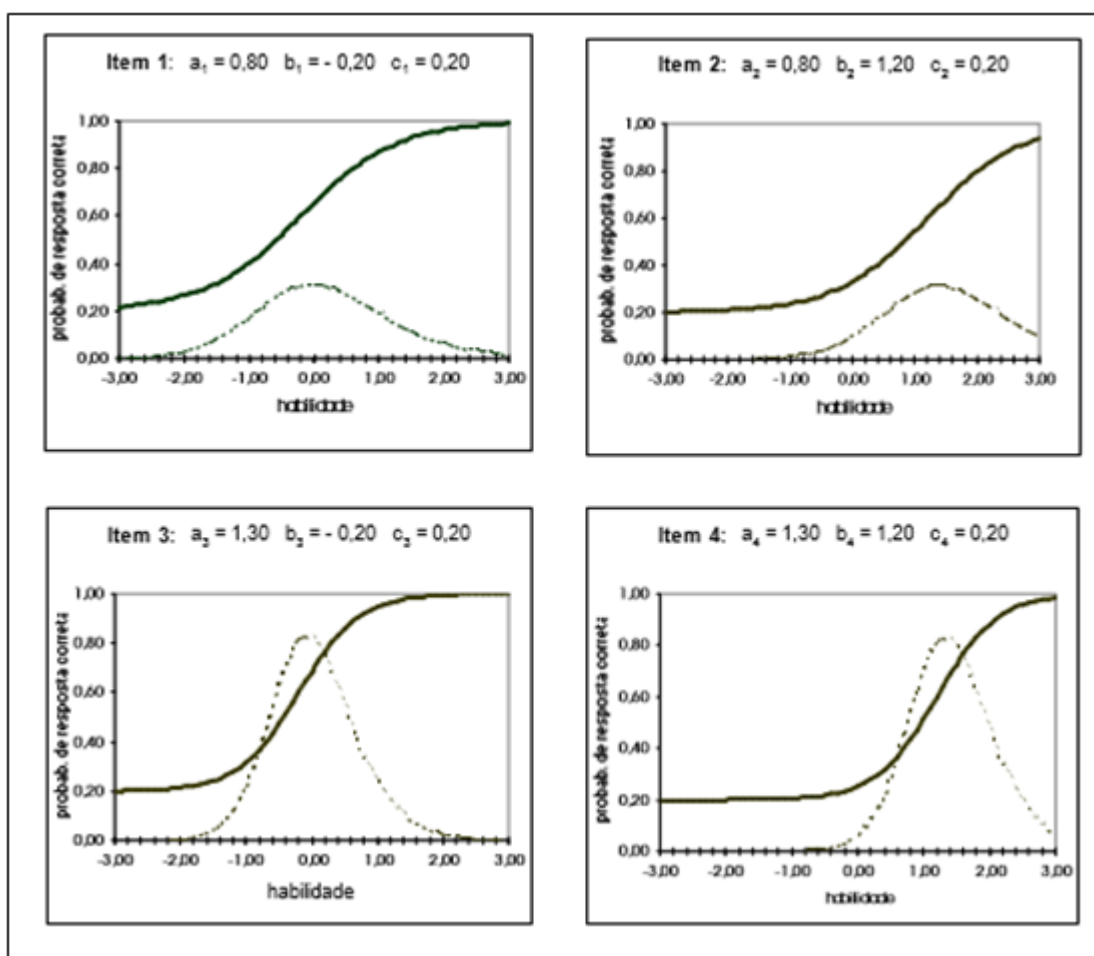 Item 1: a₁ = 0,80 b₁ = - 0,20 c₁ = 0,20
probab. de resposta correta
1,00
0,80
0,60
0,40
0,20
0,00
-3,00 -2,00 -1,00 0,00 1,00 2,00 3,00
habilidade
Item 2: a₂ = 0,80 b₂ = 1,20 c₂ = 0,20
probab. de resposta correta
1,00
0,80
0,60
0,40
0,20
0,00
-3,00 -2,00 -1,00 0,00 1,00 2,00 3,00
habilidade
Item 3: a₃ = 1,30 b₃ = - 0,20 c₃ = 0,20
probab. de resposta correta
1,00
0,80
0,60
0,40
0,20
0,00
-3,00 -2,00 -1,00 0,00 1,00 2,00 3,00
habilidade
Item 4: a₄ = 1,30 b₄ = 1,20 c₄ = 0,20
probab. de resposta correta
1,00
0,80
0,60
0,40
0,20
0,00
-3,00 -2,00 -1,00 0,00 1,00 2,00 3,00
habilidade